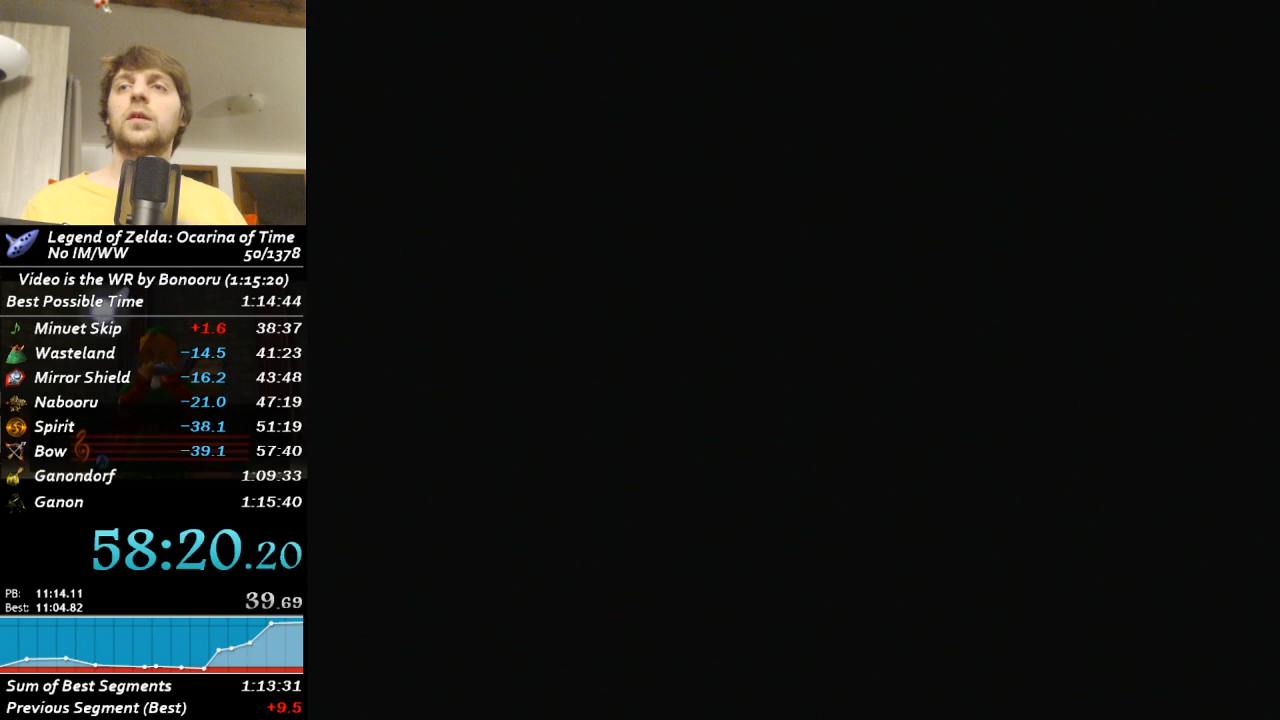 Legend of Zelda: Ocarina of Time
No IM/WW 50/1378
Video is the WR by Bonooru (1:15:20)
Best Possible Time 1:14:44
Minuet Skip +1.6 38:37
Wasteland −14.5 41:23
Mirror Shield −16.2 43:48
Nabooru −21.0 47:19
Spirit −38.1 51:19
Bow −39.1 57:40
Ganondorf 1:09:33
Ganon 1:15:40
58:20.20
PB: 11:14.11
Best: 11:04.82
39.69
Sum of Best Segments 1:13:31
Previous Segment (Best) +9.5